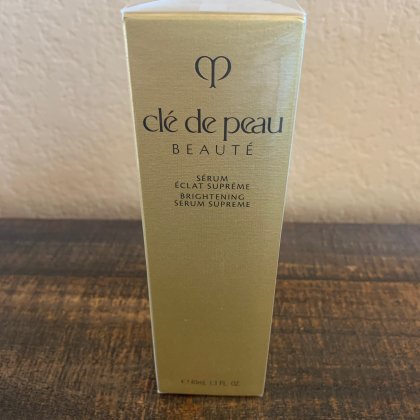 clé de peau
BEAUTÉ
SÉRUM
ÉCLAT SUPRÊME
BRIGHTENING
SERUM SUPREME
℮ 40mL 1.3 FL. OZ.